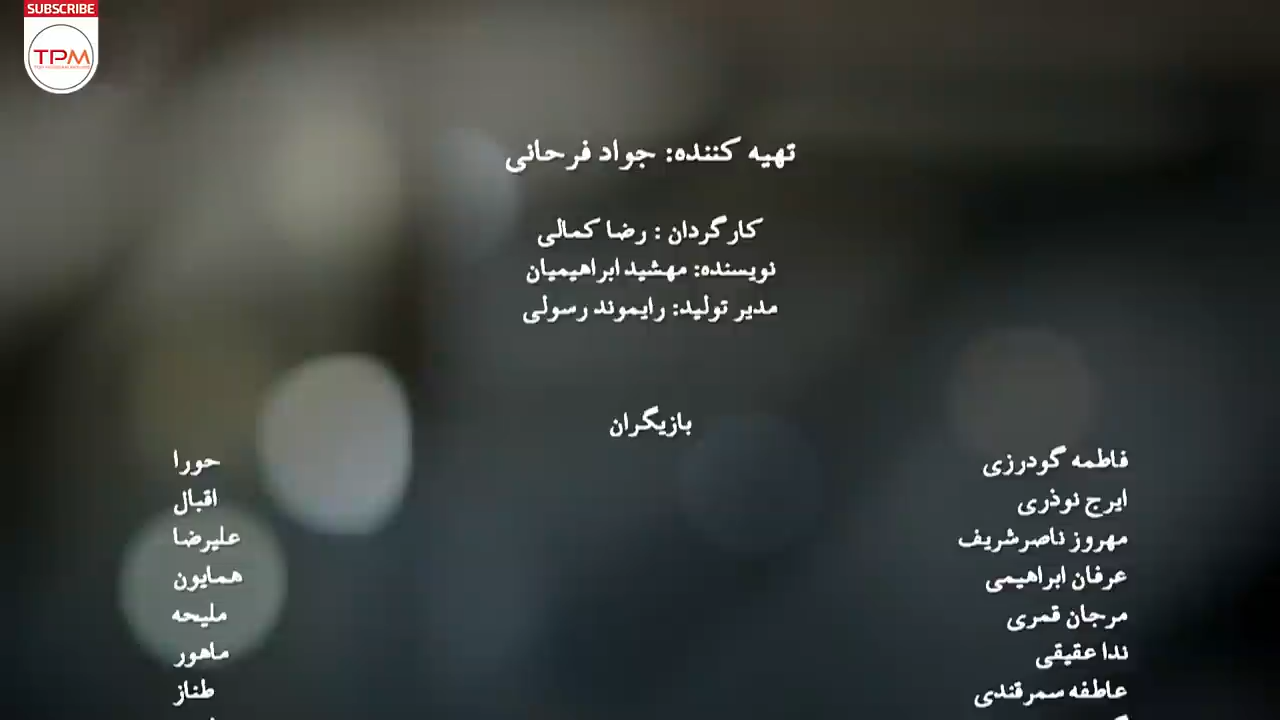 SUBSCRIBE
TPM
تهیه کننده: جواد فرحانی
کارگردان : رضا کمالی
نویسنده: مهشید ابراهیمیان
مدیر تولید: رایموند رسولی
بازیگران
فاطمه گودرزی حورا
ایرج نوذری اقبال
مهروز ناصرشریف علیرضا
عرفان ابراهیمی همایون
مرجان قمری ملیحه
ندا عقیقی ماهور
عاطفه سمرقندی طناز